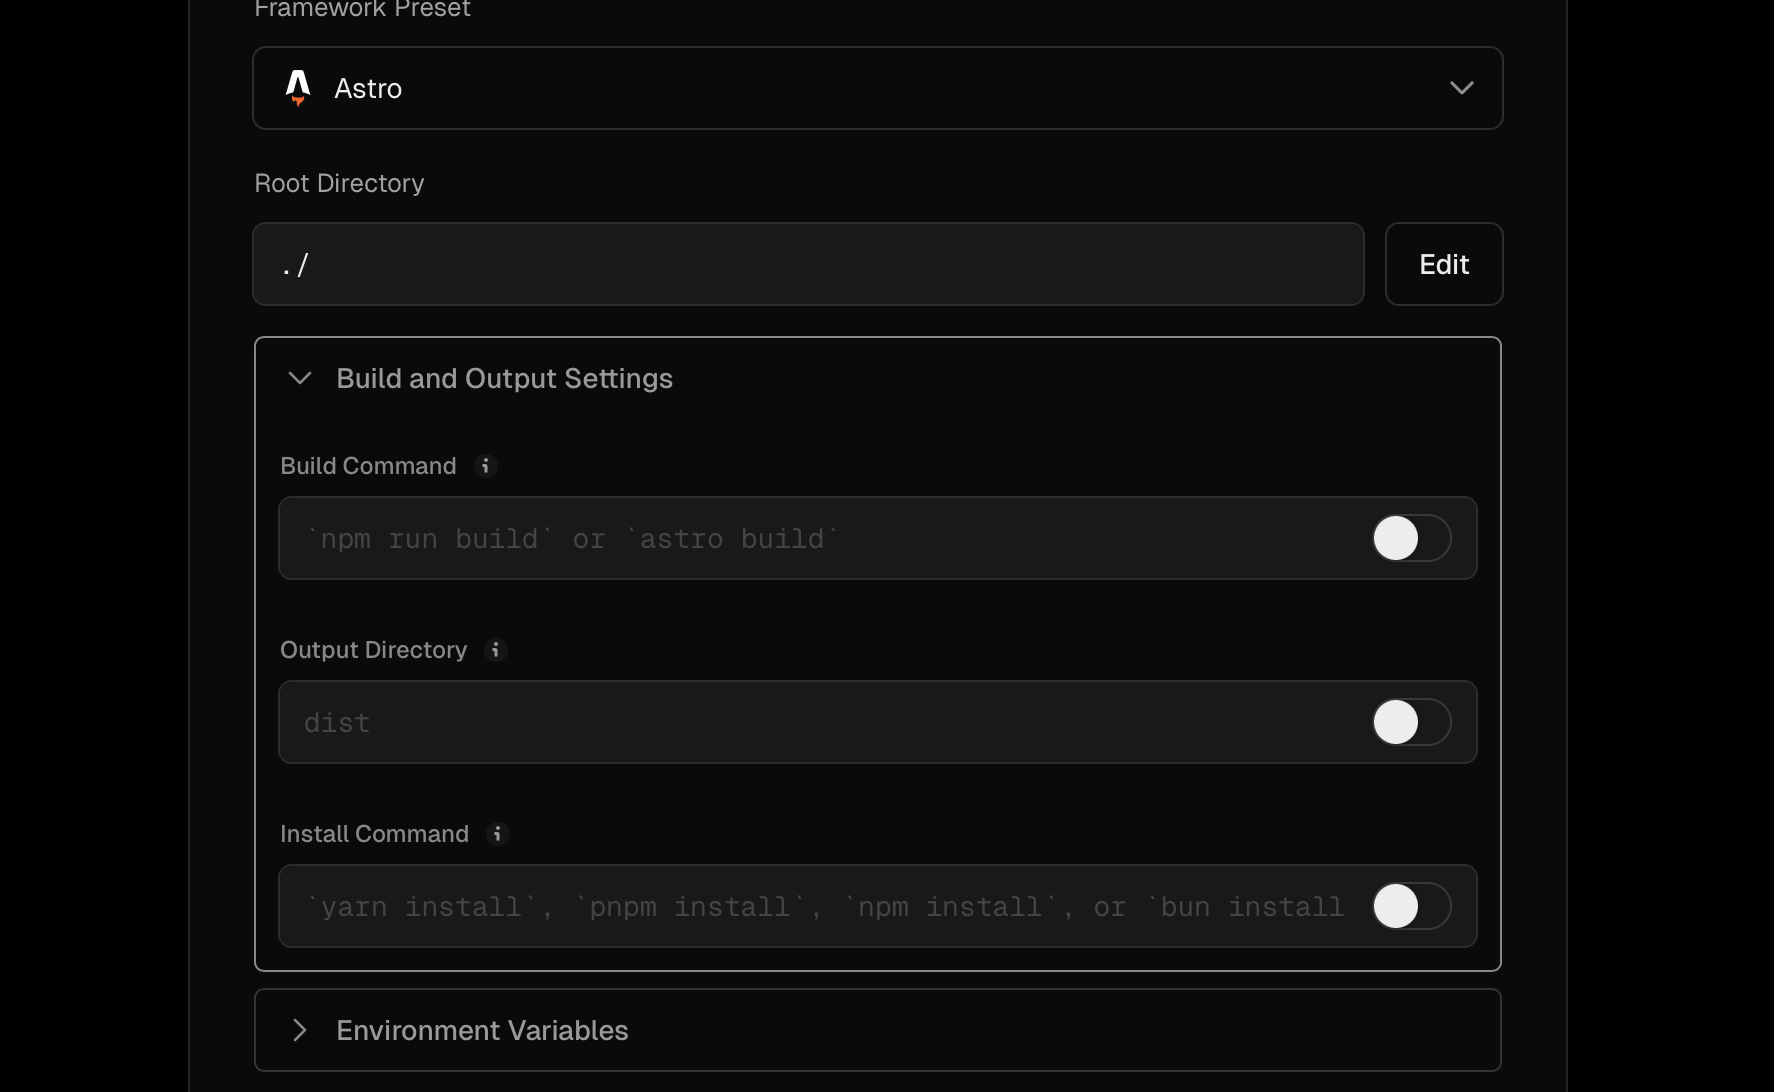 Framework Preset
Astro
Root Directory
./
Edit
Build and Output Settings
Build Command
`npm run build` or `astro build`
Output Directory
dist
Install Command
`yarn install`, `pnpm install`, `npm install`, or `bun install
Environment Variables